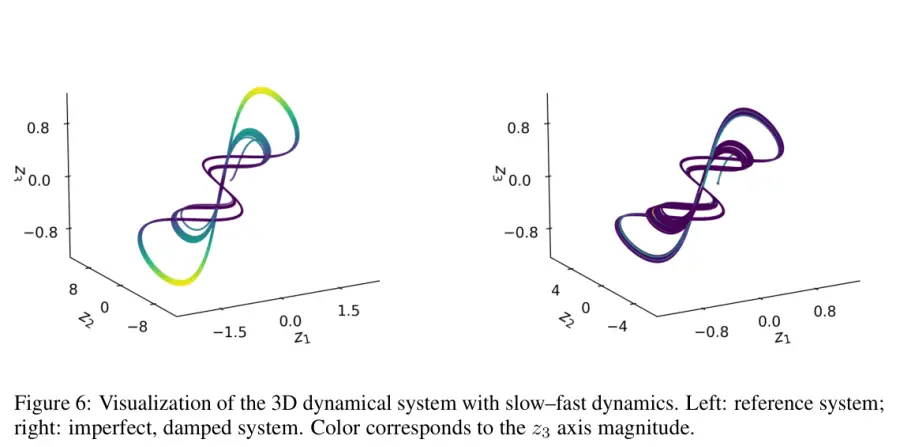 0.8
0.0
−0.8
z3
8
0
−8
z2
−1.5
0.0
1.5
z1
0.8
0.0
−0.8
z3
4
0
−4
z2
−0.8
0.0
0.8
z1
Figure 6: Visualization of the 3D dynamical system with slow–fast dynamics. Left: reference system;
right: imperfect, damped system. Color corresponds to the z3 axis magnitude.